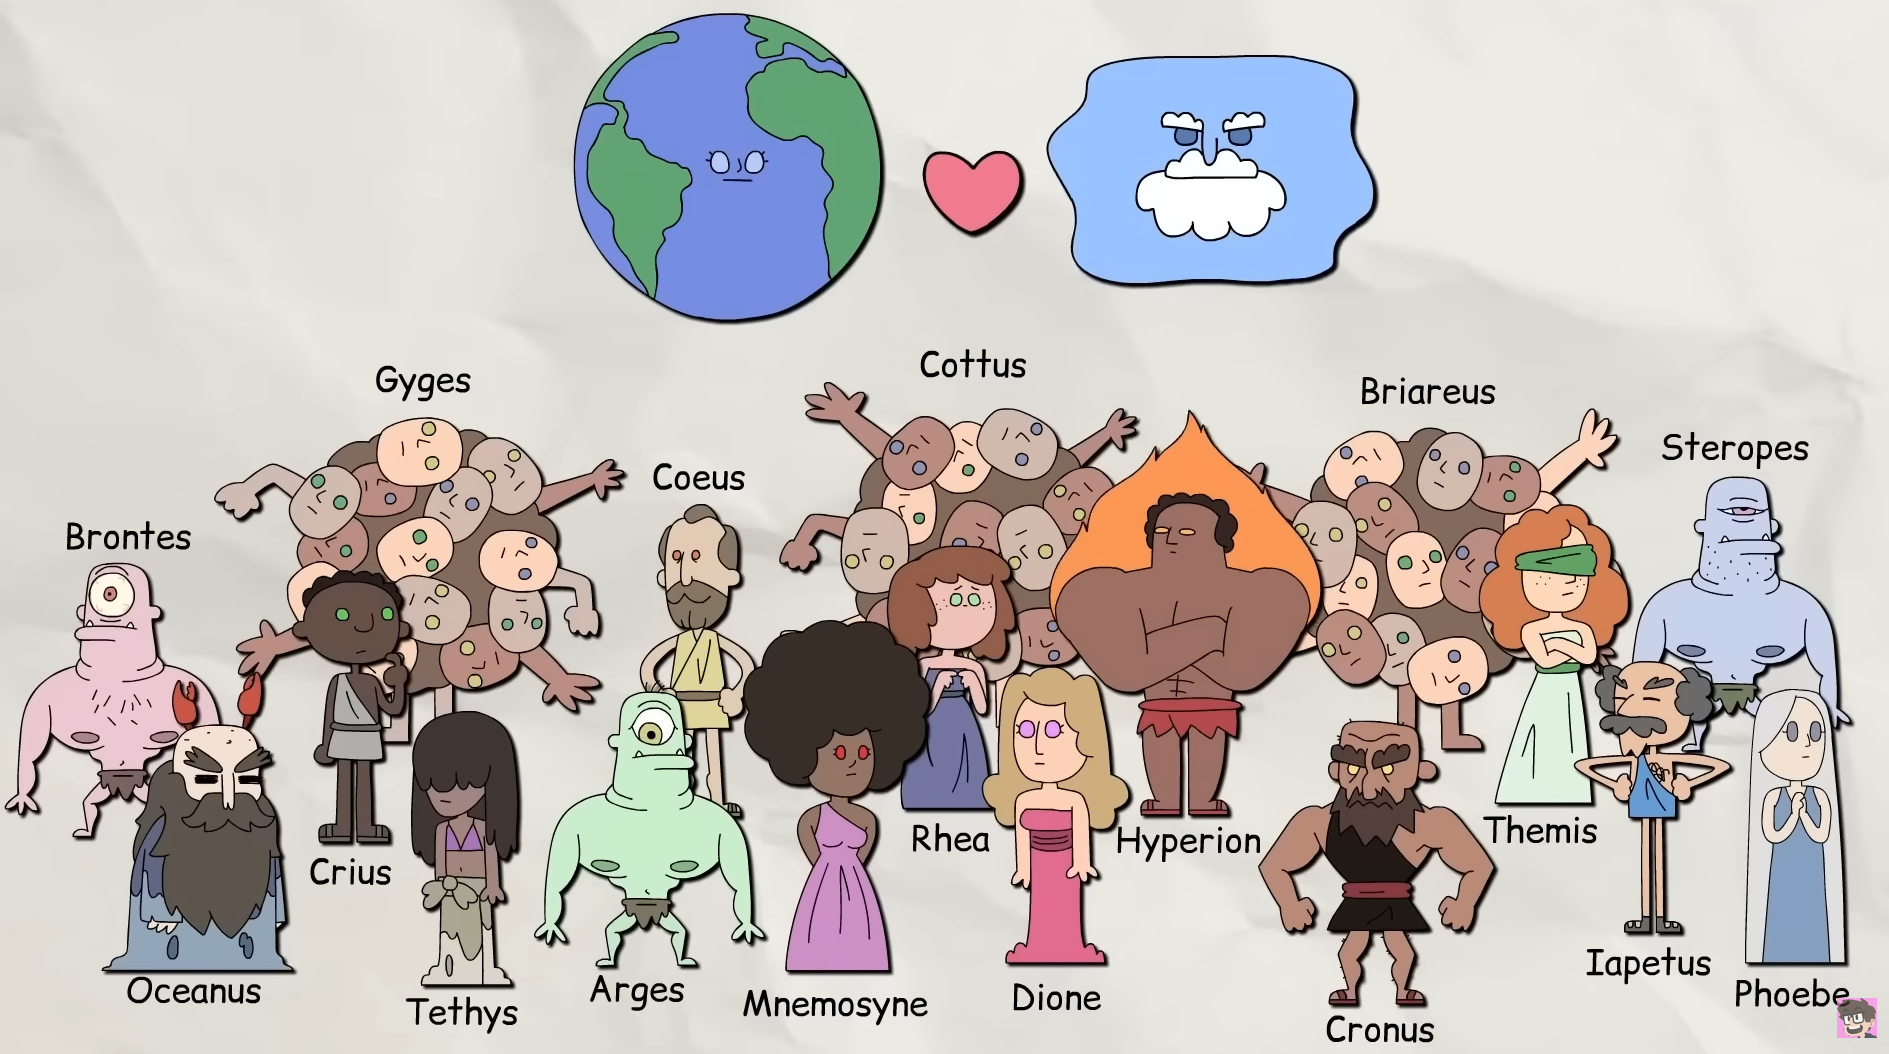 Gyges
Cottus
Briareus
Coeus
Steropes
Brontes
Rhea
Hyperion
Themis
Crius
Oceanus
Tethys
Arges
Mnemosyne
Dione
Cronus
Iapetus
Phoebe